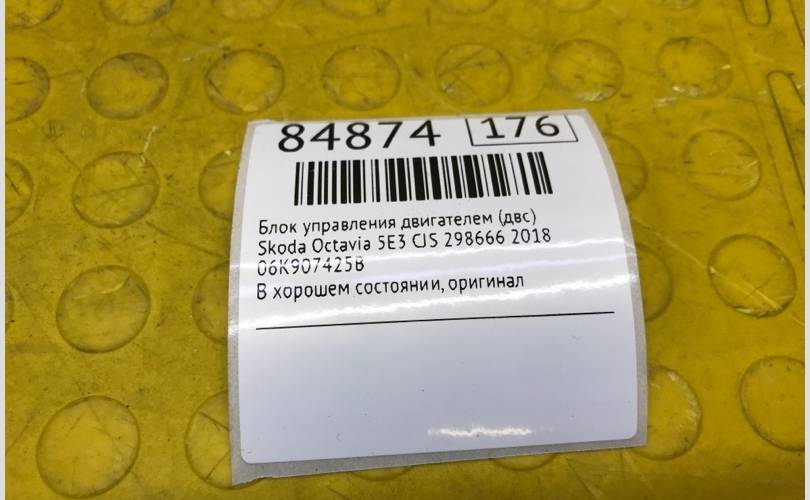 84874 176
Блок управления двигателем (двс)
Skoda Octavia 5E3 CJS 298666 2018
06K907425B
В хорошем состоянии, оригинал